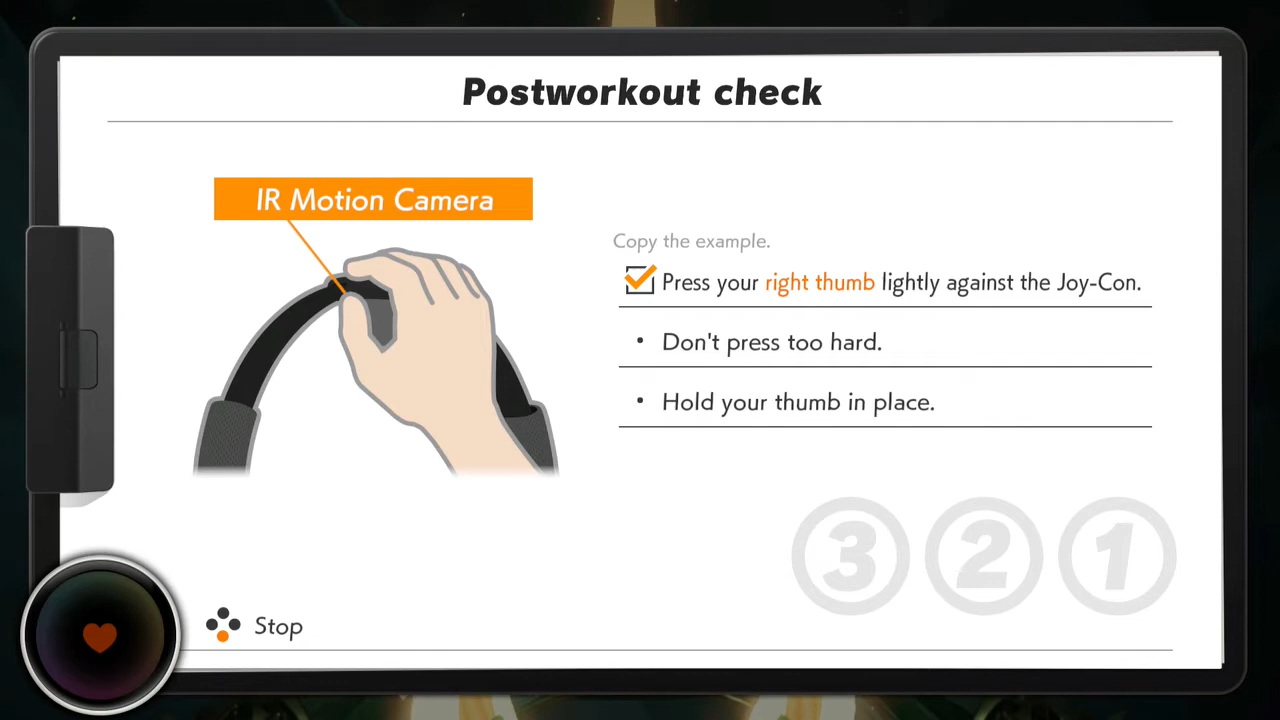 Postworkout check
IR Motion Camera
Copy the example.
Press your right thumb lightly against the Joy-Con.
• Don't press too hard.
• Hold your thumb in place.
3 2 1
Stop